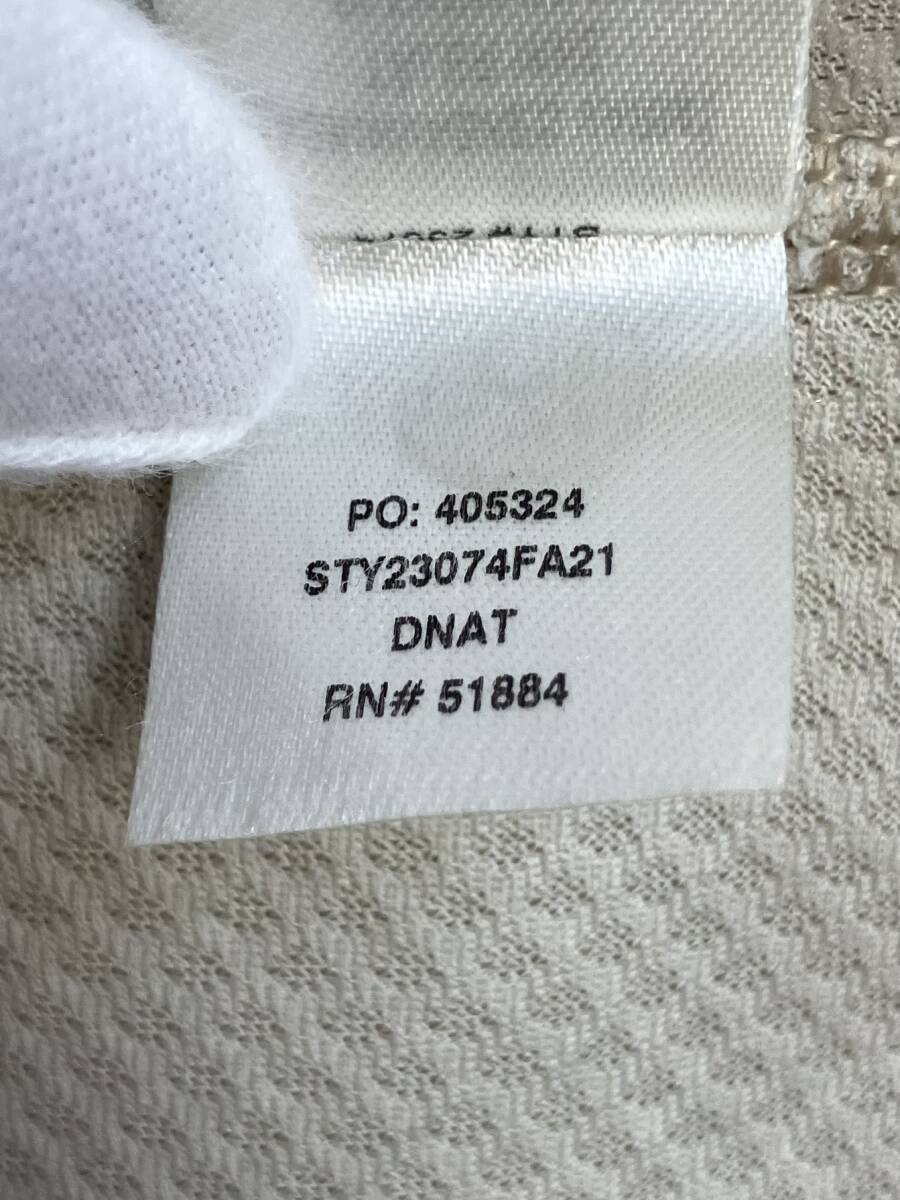 PO: 405324
STY23074FA21
DNAT
RN# 51884